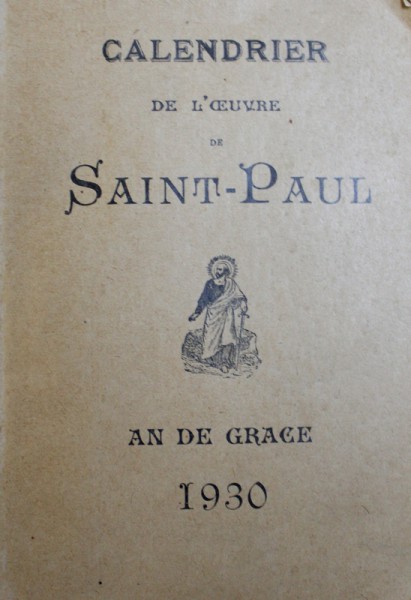 CALENDRIER
DE L'ŒUVRE
DE
SAINT-PAUL
AN DE GRACE
1930